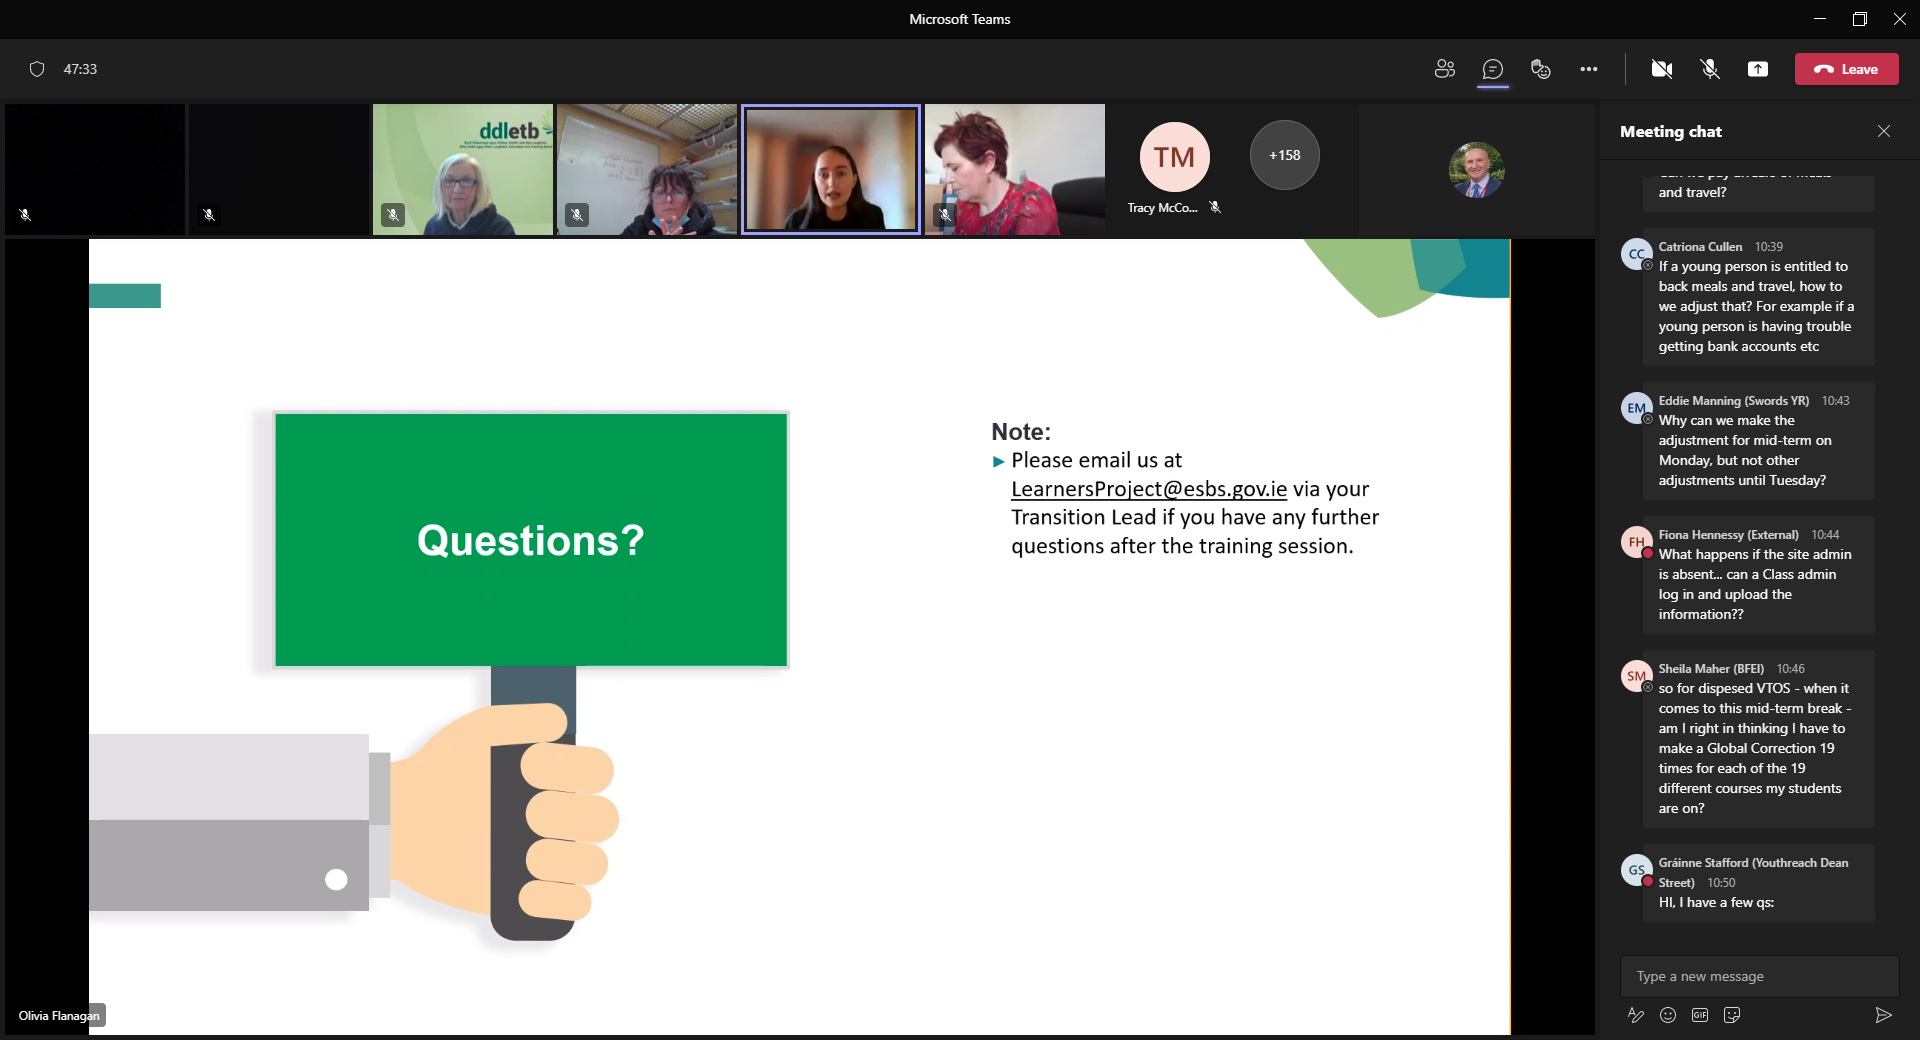 Microsoft Teams
47:33
Leave
ddletb
TM
+158
Tracy McCo...
Meeting chat
and travel?
CC
Catriona Cullen 10:39
If a young person is entitled to
back meals and travel, how to
we adjust that? For example if a
young person is having trouble
getting bank accounts etc
EM
Eddie Manning (Swords YR) 10:43
Why can we make the
adjustment for mid-term on
Monday, but not other
adjustments until Tuesday?
FH
Fiona Hennessy (External) 10:44
What happens if the site admin
is absent... can a Class admin
log in and upload the
information??
SM
Sheila Maher (BFEI) 10:46
so for dispesed VTOS - when it
comes to this mid-term break -
am I right in thinking I have to
make a Global Correction 19
times for each of the 19
different courses my students
are on?
GS
Gráinne Stafford (Youthreach Dean
Street) 10:50
HI, I have a few qs:
Type a new message
GIF
Questions?
Note:
Please email us at
LearnersProject@esbs.gov.ie via your
Transition Lead if you have any further
questions after the training session.
Olivia Flanagan